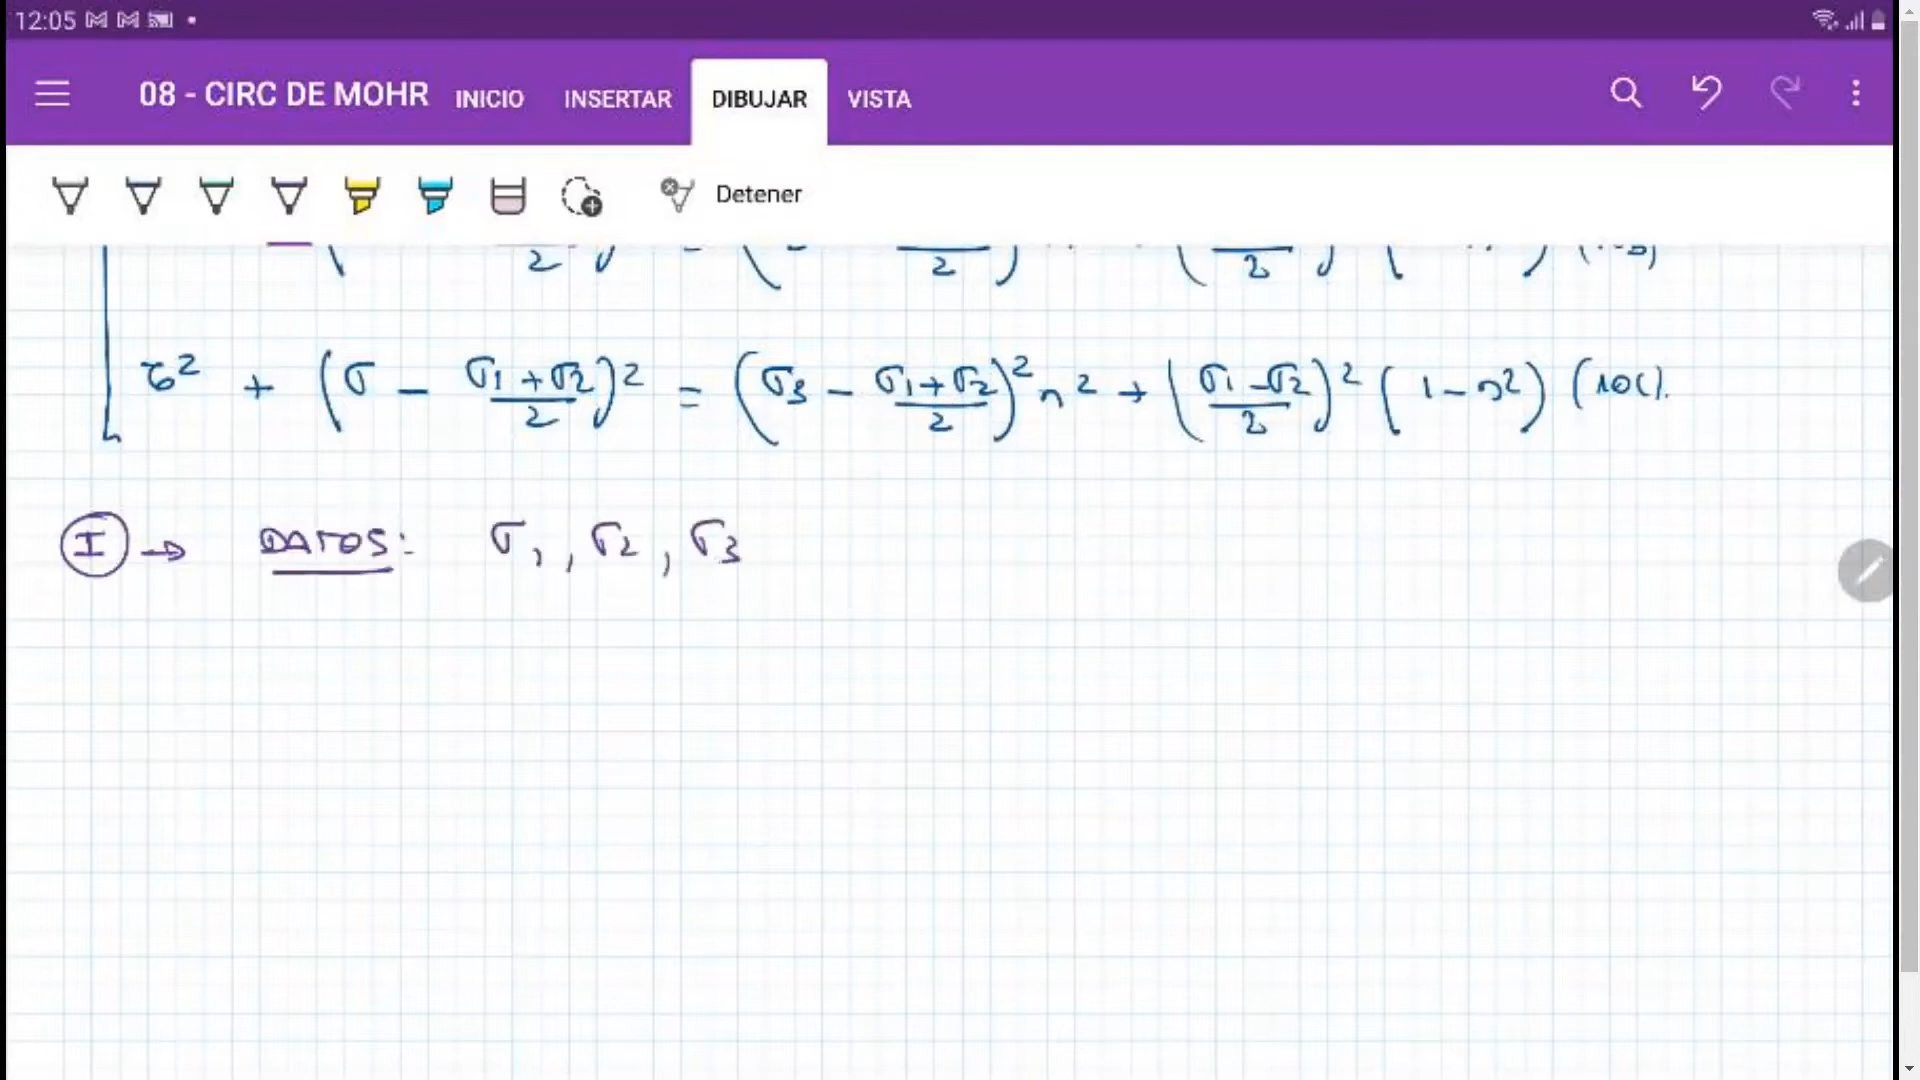 12:05
08 - CIRC DE MOHR INICIO INSERTAR DIBUJAR VISTA
Detener
τ² + (σ - (σ1 + σ2)/2)² = (σ3 - (σ1 + σ2)/2)² n² + ((σ1 - σ2)/2)² (1 - n²) (10c).
I → DATOS: σ1, σ2, σ3